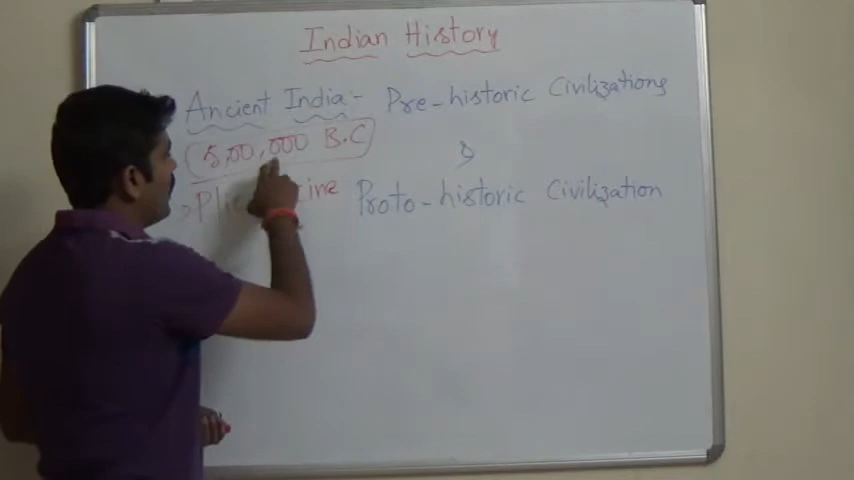 Indian History
Ancient India:- Pre-historic Civilizations
5,00,000 B.C
&
Proto-historic Civilization